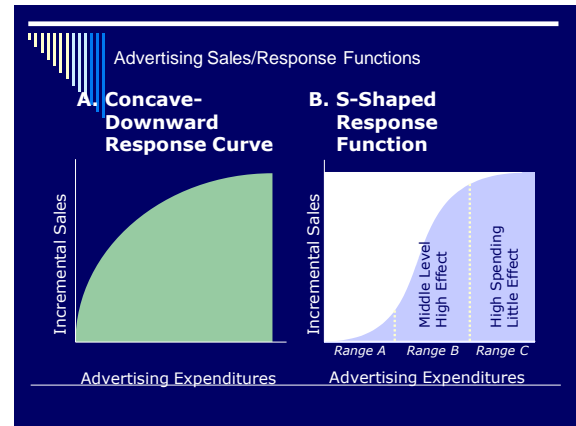 Advertising Sales/Response Functions
A. Concave-
Downward
Response Curve
Incremental Sales
Advertising Expenditures
B. S-Shaped
Response
Function
Incremental Sales
Middle Level
High Effect
High Spending
Little Effect
Range A
Range B
Range C
Advertising Expenditures